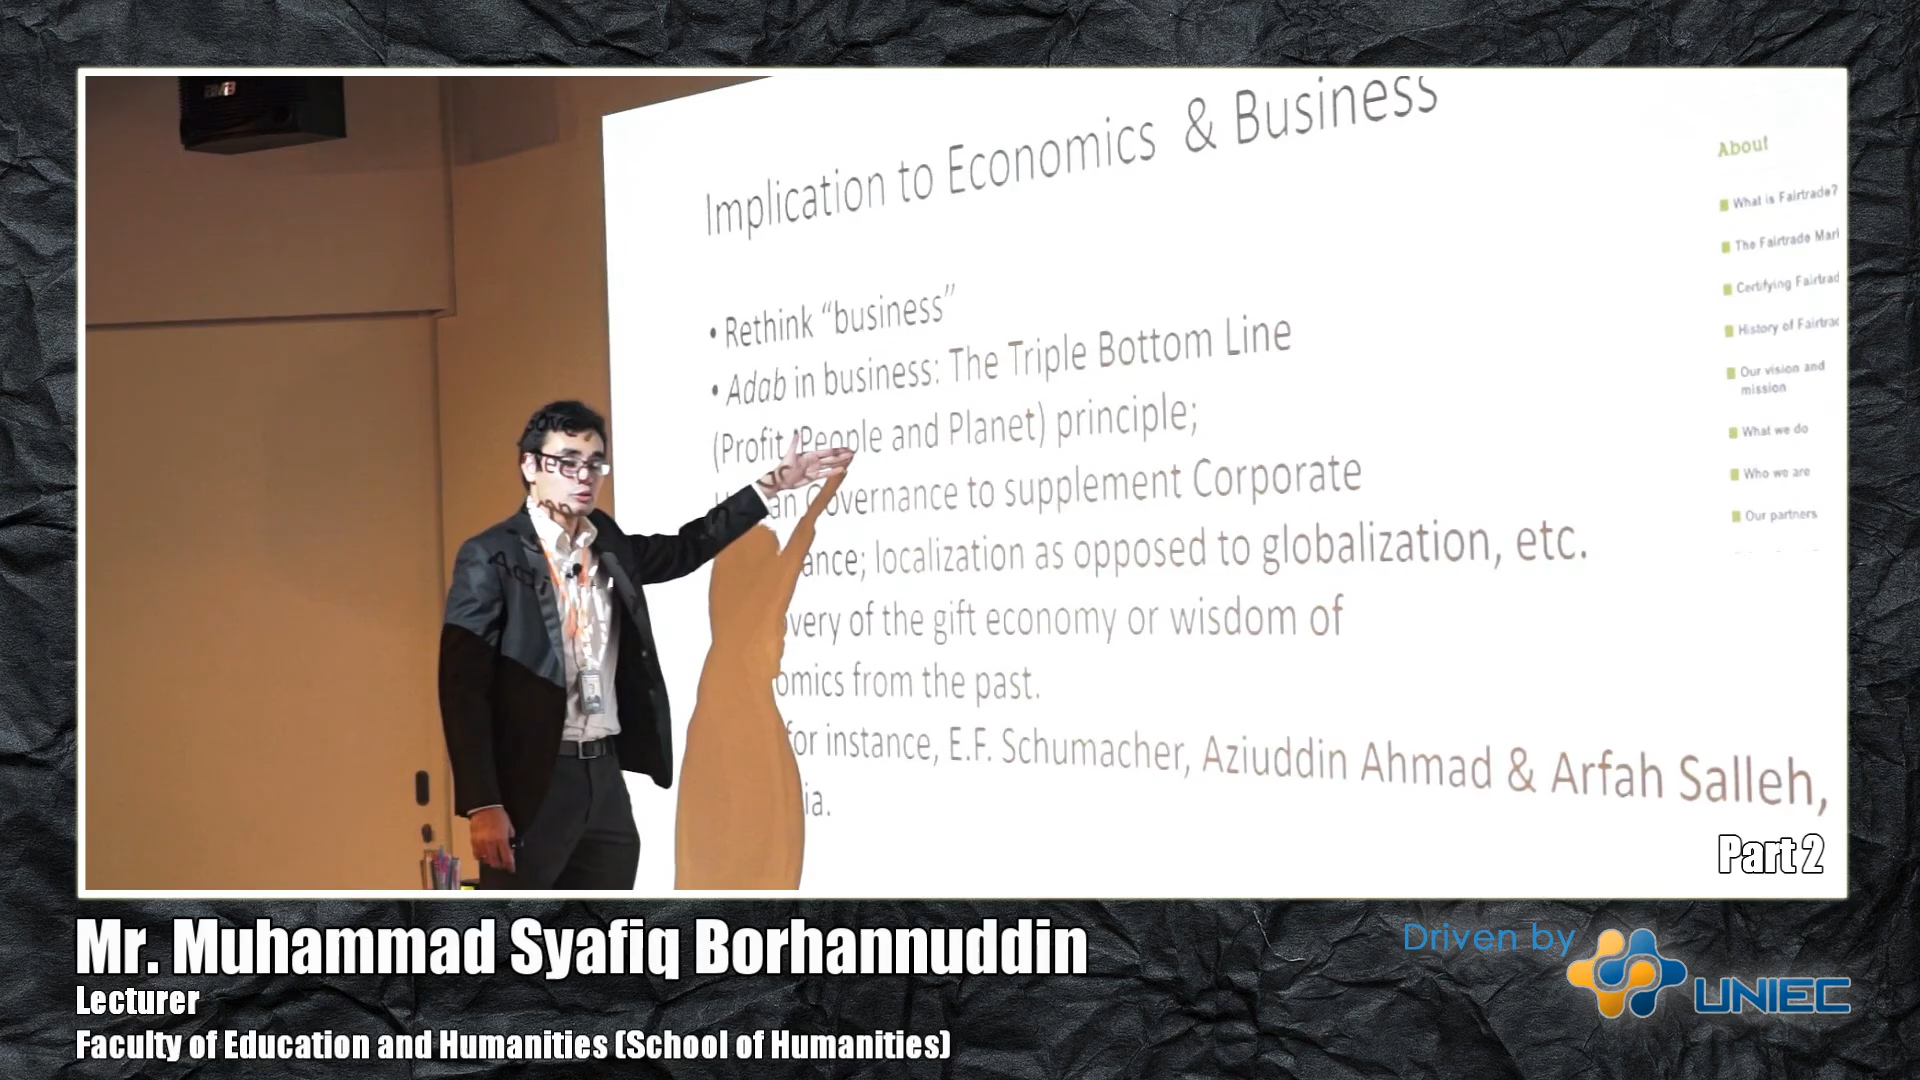 Implication to Economics & Business
• Rethink “business”
• Adab in business: The Triple Bottom Line
(Profit, People and Planet) principle;
Governance to supplement Corporate
localization as opposed to globalization, etc.
of the gift economy or wisdom of
from the past.
for instance, E.F. Schumacher, Aziuddin Ahmad & Arfah Salleh,
About
What is Fairtrade?
The Fairtrade Mark
Certifying Fairtrad
History of Fairtrad
Our vision and
mission
What we do
Who we are
Our partners
Part 2
Mr. Muhammad Syafiq Borhannuddin
Lecturer
Faculty of Education and Humanities (School of Humanities)
Driven by
UNIEC